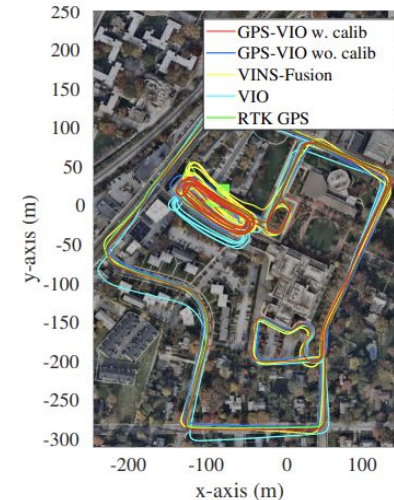 GPS-VIO w. calib
GPS-VIO wo. calib
VINS-Fusion
VIO
RTK GPS
250
200
150
100
50
0
-50
-100
-150
-200
-250
-300
y-axis (m)
-200
-100
0
100
x-axis (m)